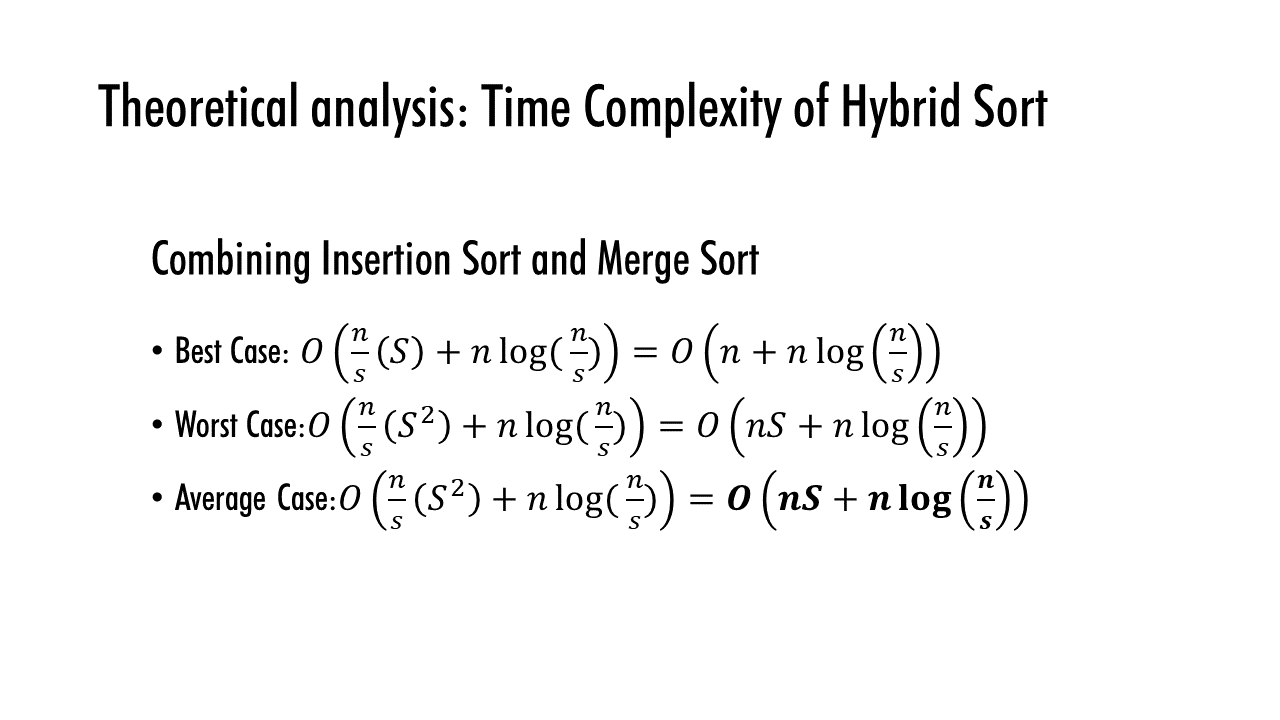 Theoretical analysis: Time Complexity of Hybrid Sort
Combining Insertion Sort and Merge Sort
• Best Case: $O\left(\frac{n}{s}(S) + n\log(\frac{n}{s})\right) = O\left(n + n\log\left(\frac{n}{s}\right)\right)$
• Worst Case:$O\left(\frac{n}{s}(S^2) + n\log(\frac{n}{s})\right) = O\left(nS + n\log\left(\frac{n}{s}\right)\right)$
• Average Case:$O\left(\frac{n}{s}(S^2) + n\log(\frac{n}{s})\right) = \boldsymbol{O\left(nS + n\log\left(\frac{n}{s}\right)\right)}$